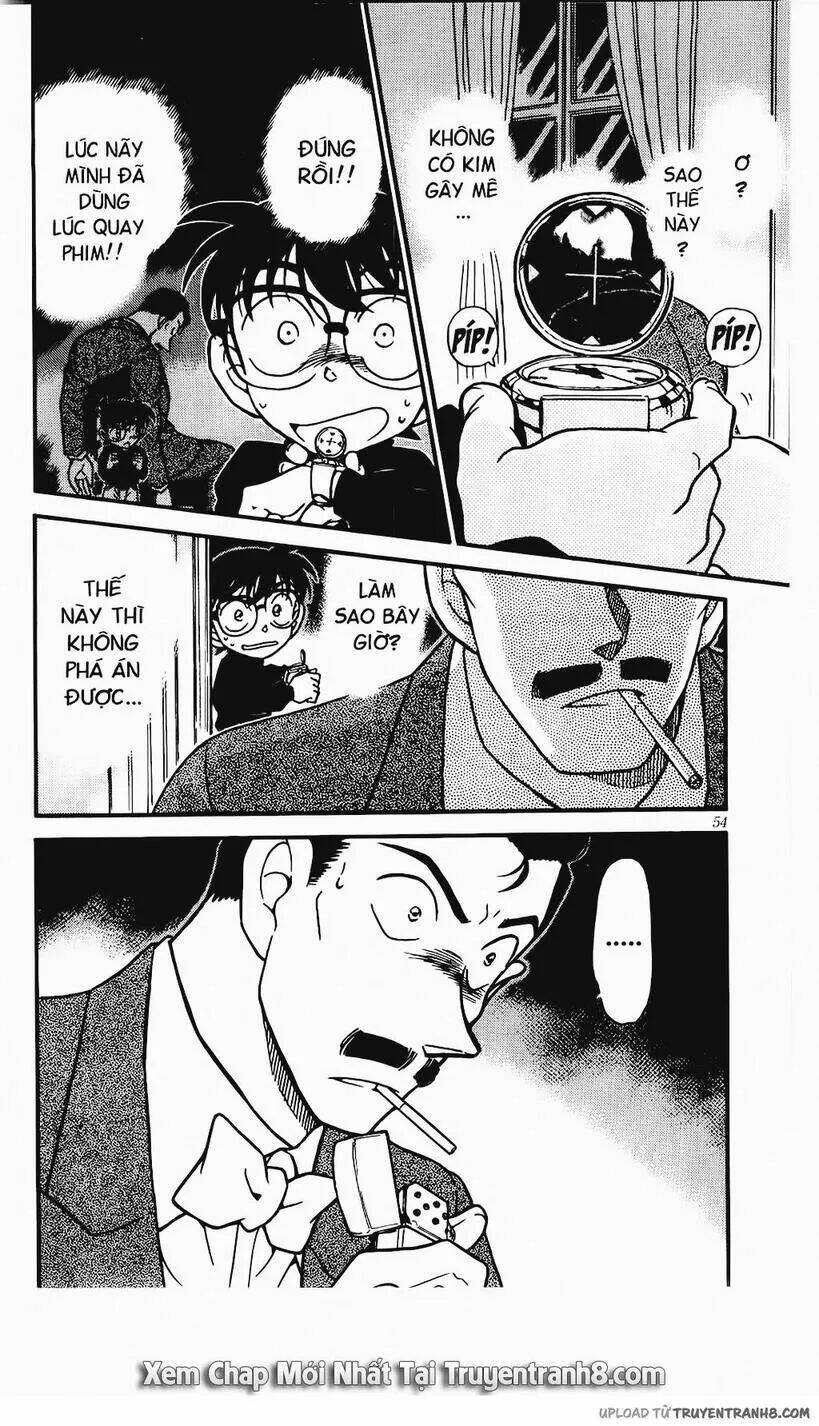 Ơ
?
SAO
THẾ
NÀY
?
KHÔNG
CÓ KIM
GÂY MÊ
...
PÍP!
PÍP!
ĐÚNG
RỒI!!
LÚC NÃY
MÌNH ĐÃ
DÙNG
LÚC QUAY
PHIM!!
LÀM
SAO BÂY
GIỜ?
THẾ
NÀY THÌ
KHÔNG
PHÁ ÁN
ĐƯỢC...
54
......
Xem Chap Mới Nhất Tại Truyentranh8.com
UPLOAD TỪ TRUYENTRANH8.COM